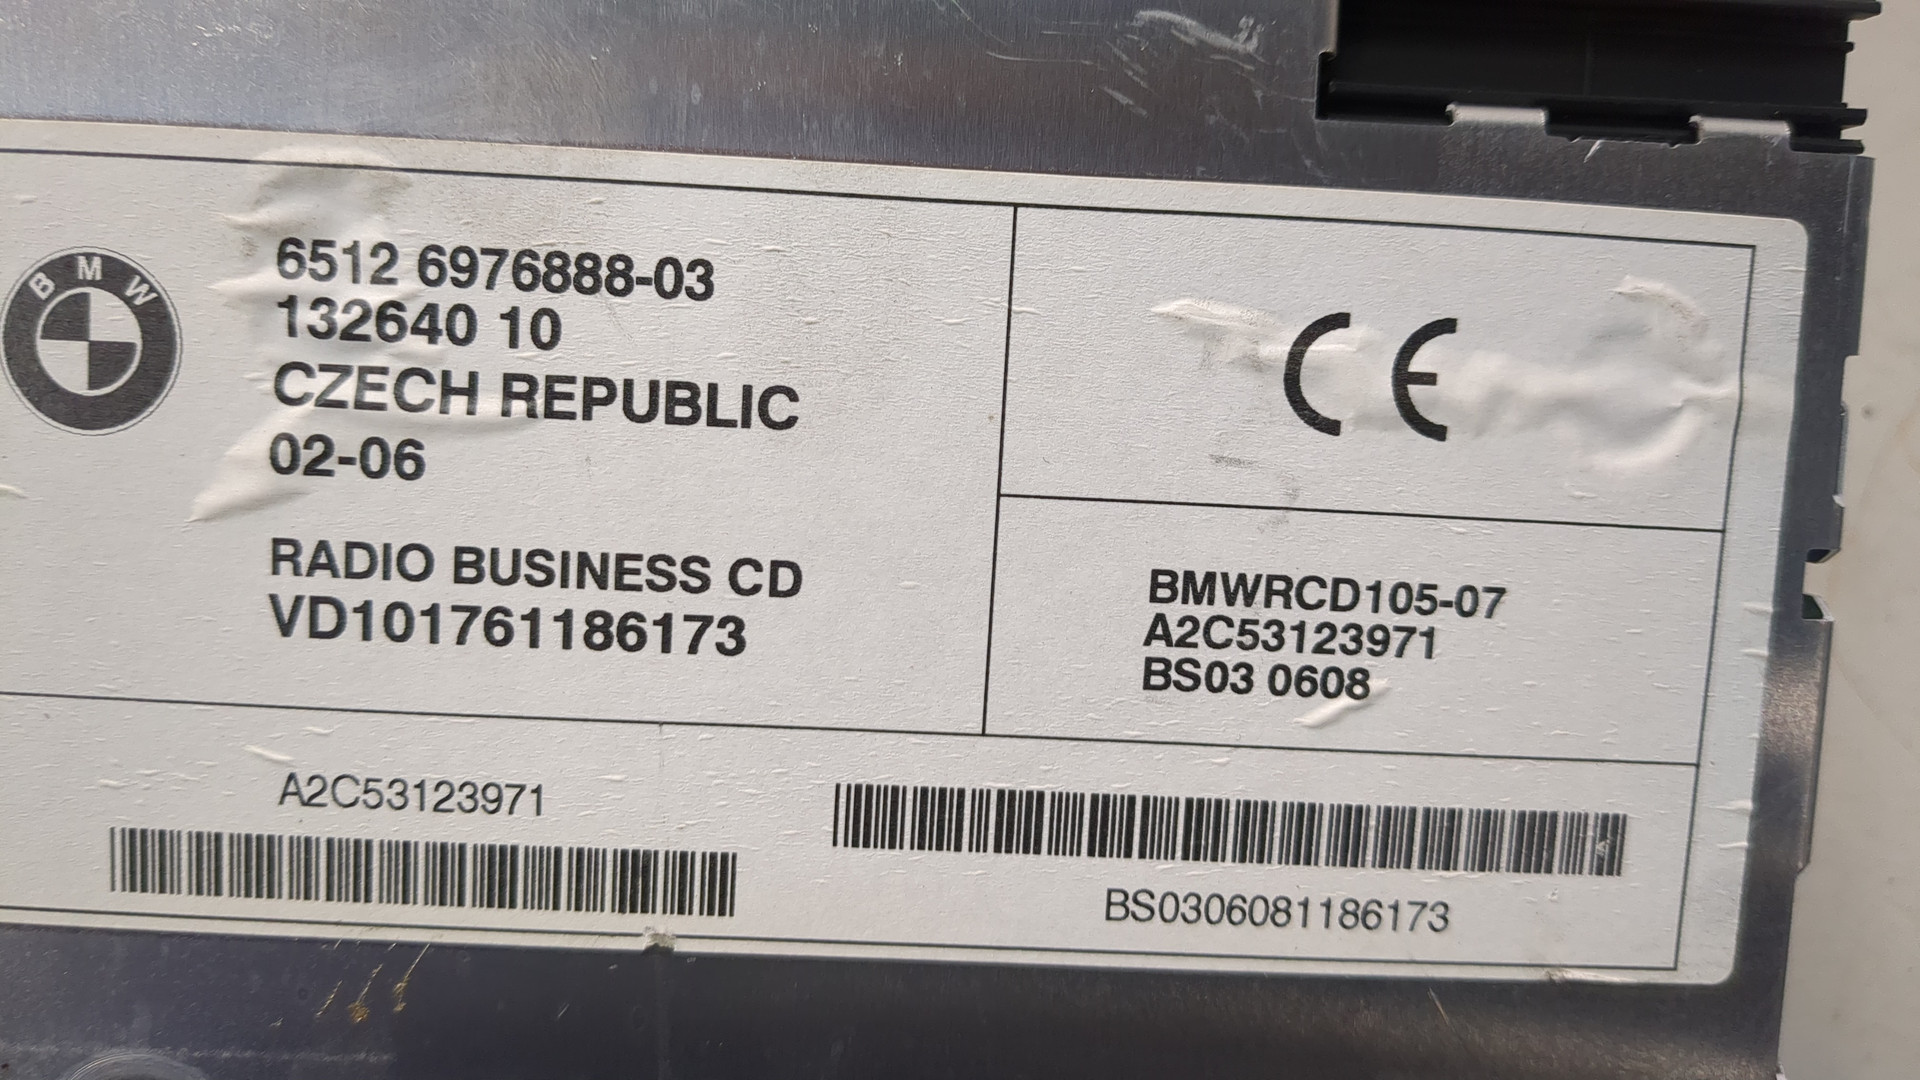 BMW
6512 6976888-03
132640 10
CZECH REPUBLIC
02-06
RADIO BUSINESS CD
VD101761186173
CE
BMWRCD105-07
A2C53123971
BS03 0608
A2C53123971
BS0306081186173